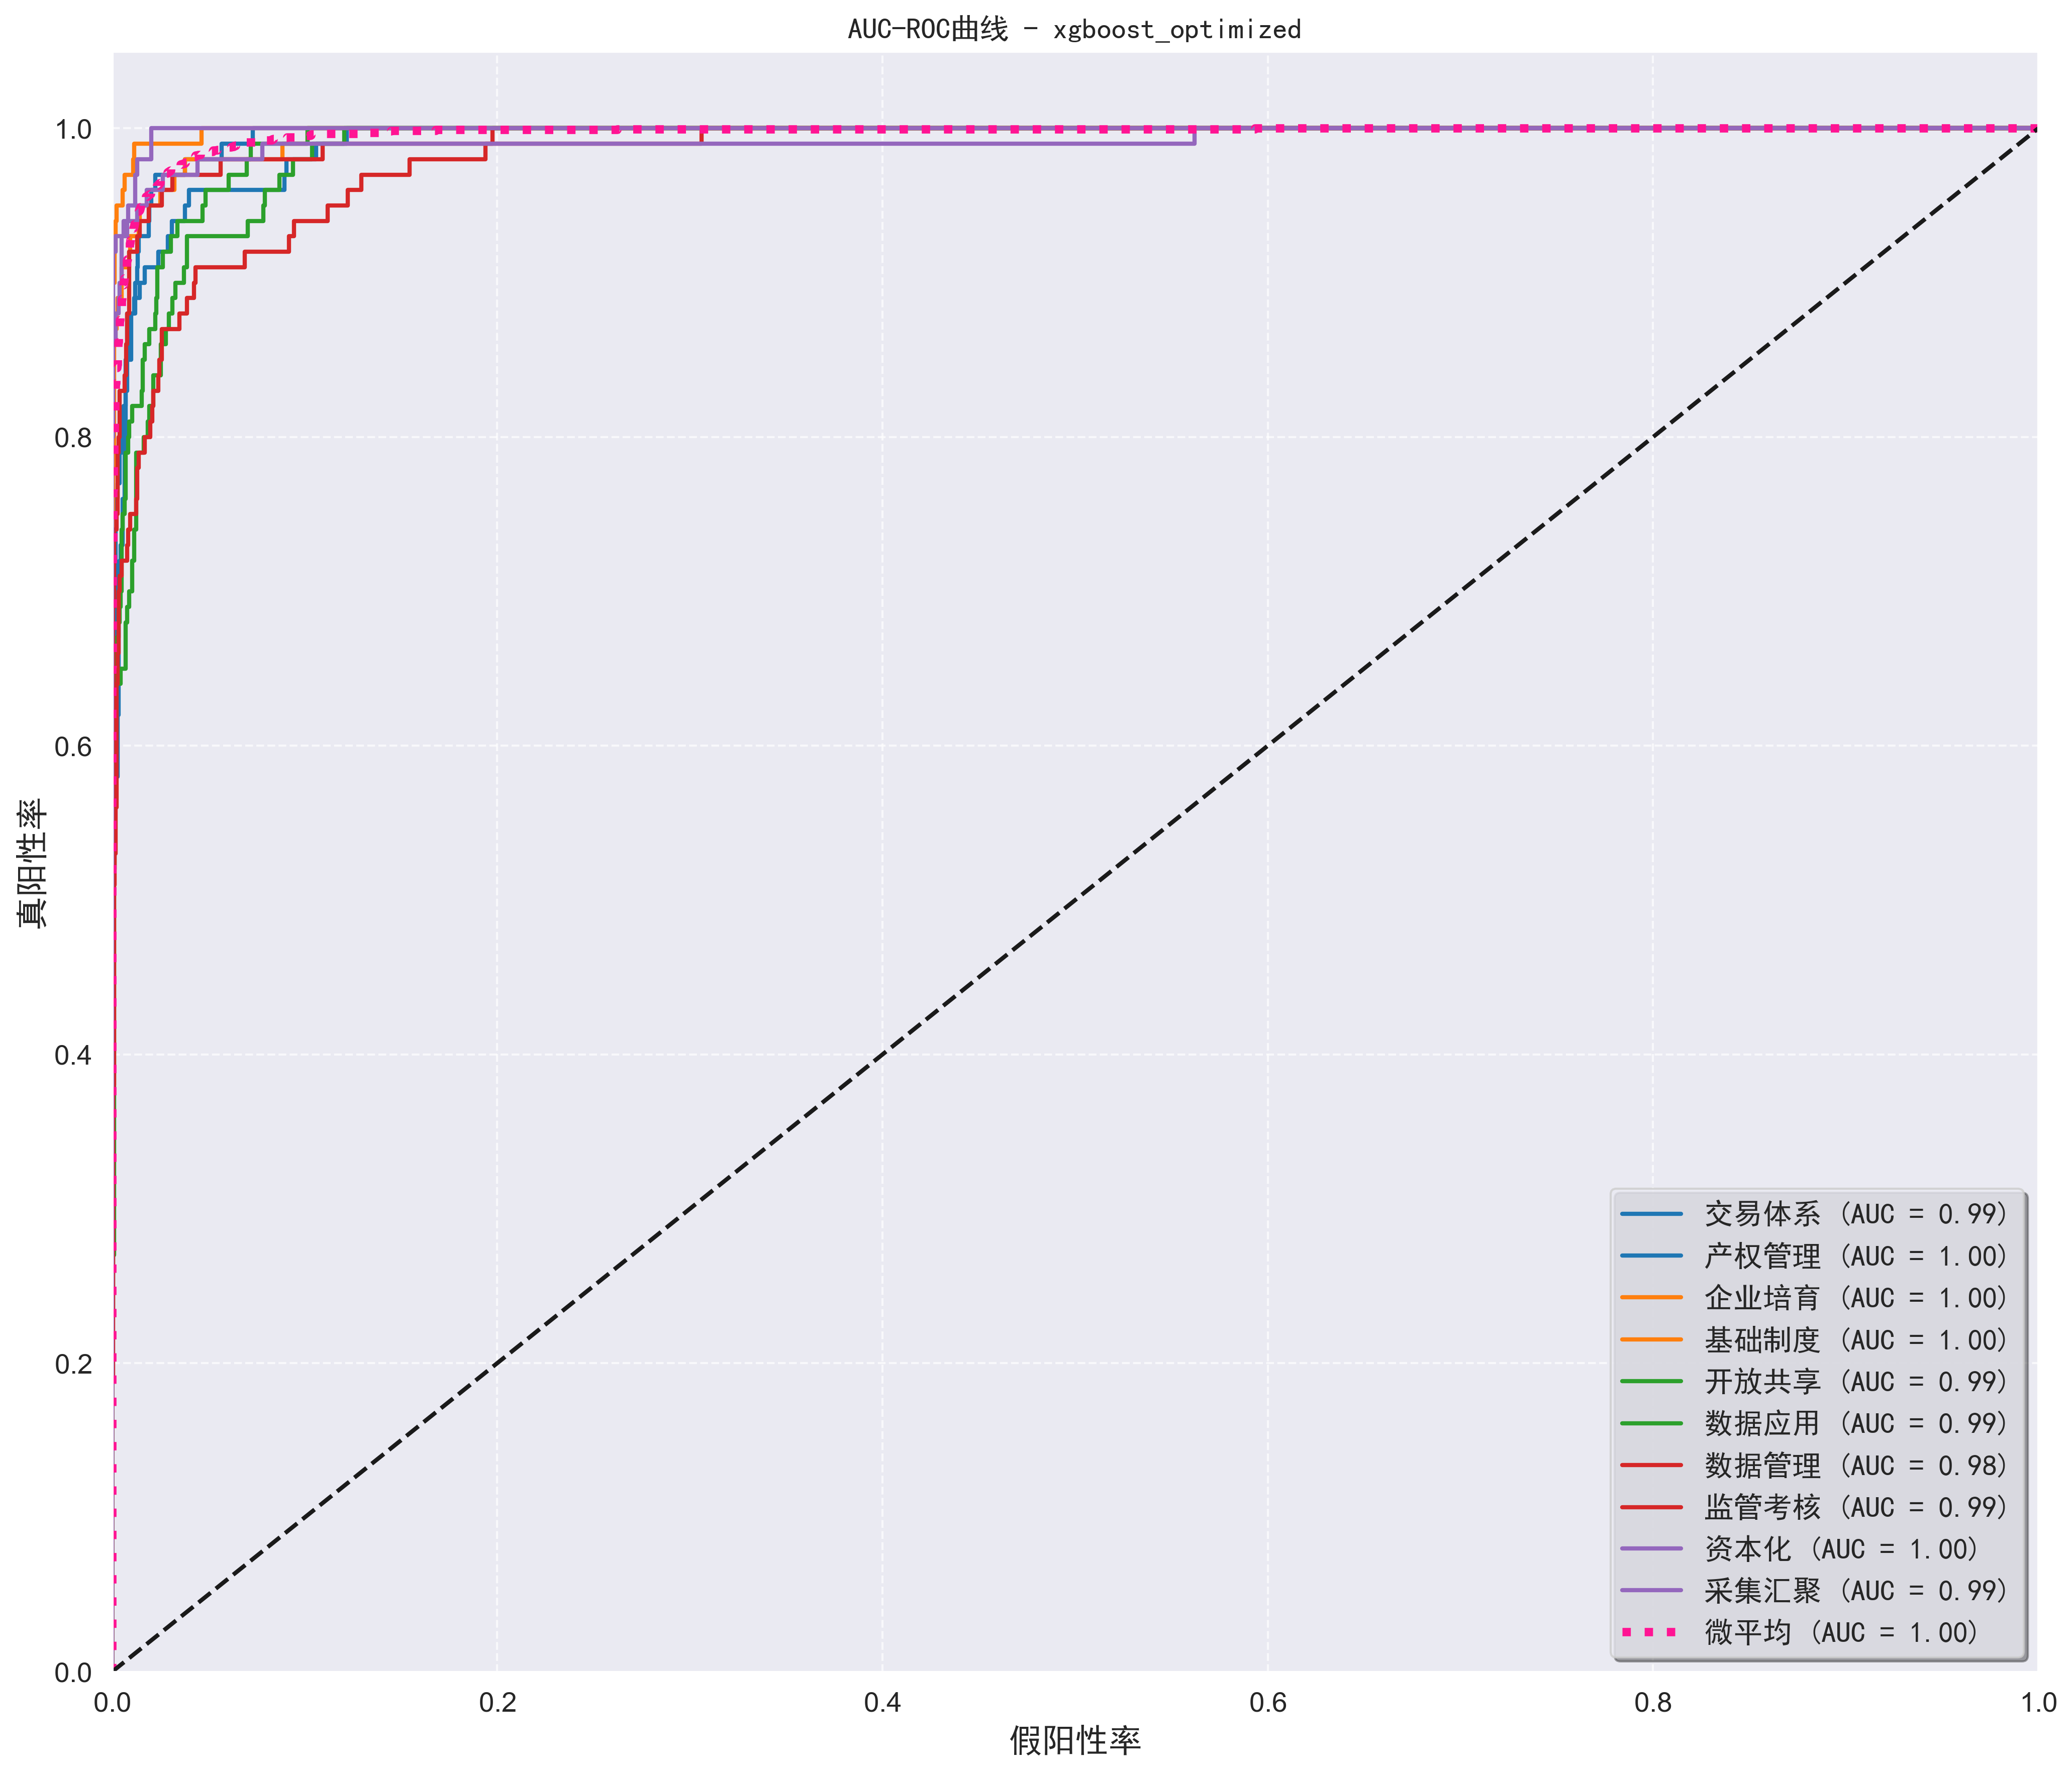 AUC-ROC曲线 - xgboost_optimized
真阳性率
1.0
0.8
0.6
0.4
0.2
0.0
0.0 0.2 0.4 0.6 0.8 1.0
假阳性率
交易体系 (AUC = 0.99)
产权管理 (AUC = 1.00)
企业培育 (AUC = 1.00)
基础制度 (AUC = 1.00)
开放共享 (AUC = 0.99)
数据应用 (AUC = 0.99)
数据管理 (AUC = 0.98)
监管考核 (AUC = 0.99)
资本化 (AUC = 1.00)
采集汇聚 (AUC = 0.99)
微平均 (AUC = 1.00)